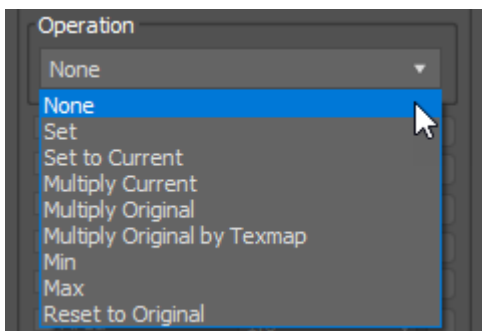 Operation
None
None
Set
Set to Current
Multiply Current
Multiply Original
Multiply Original by Texmap
Min
Max
Reset to Original